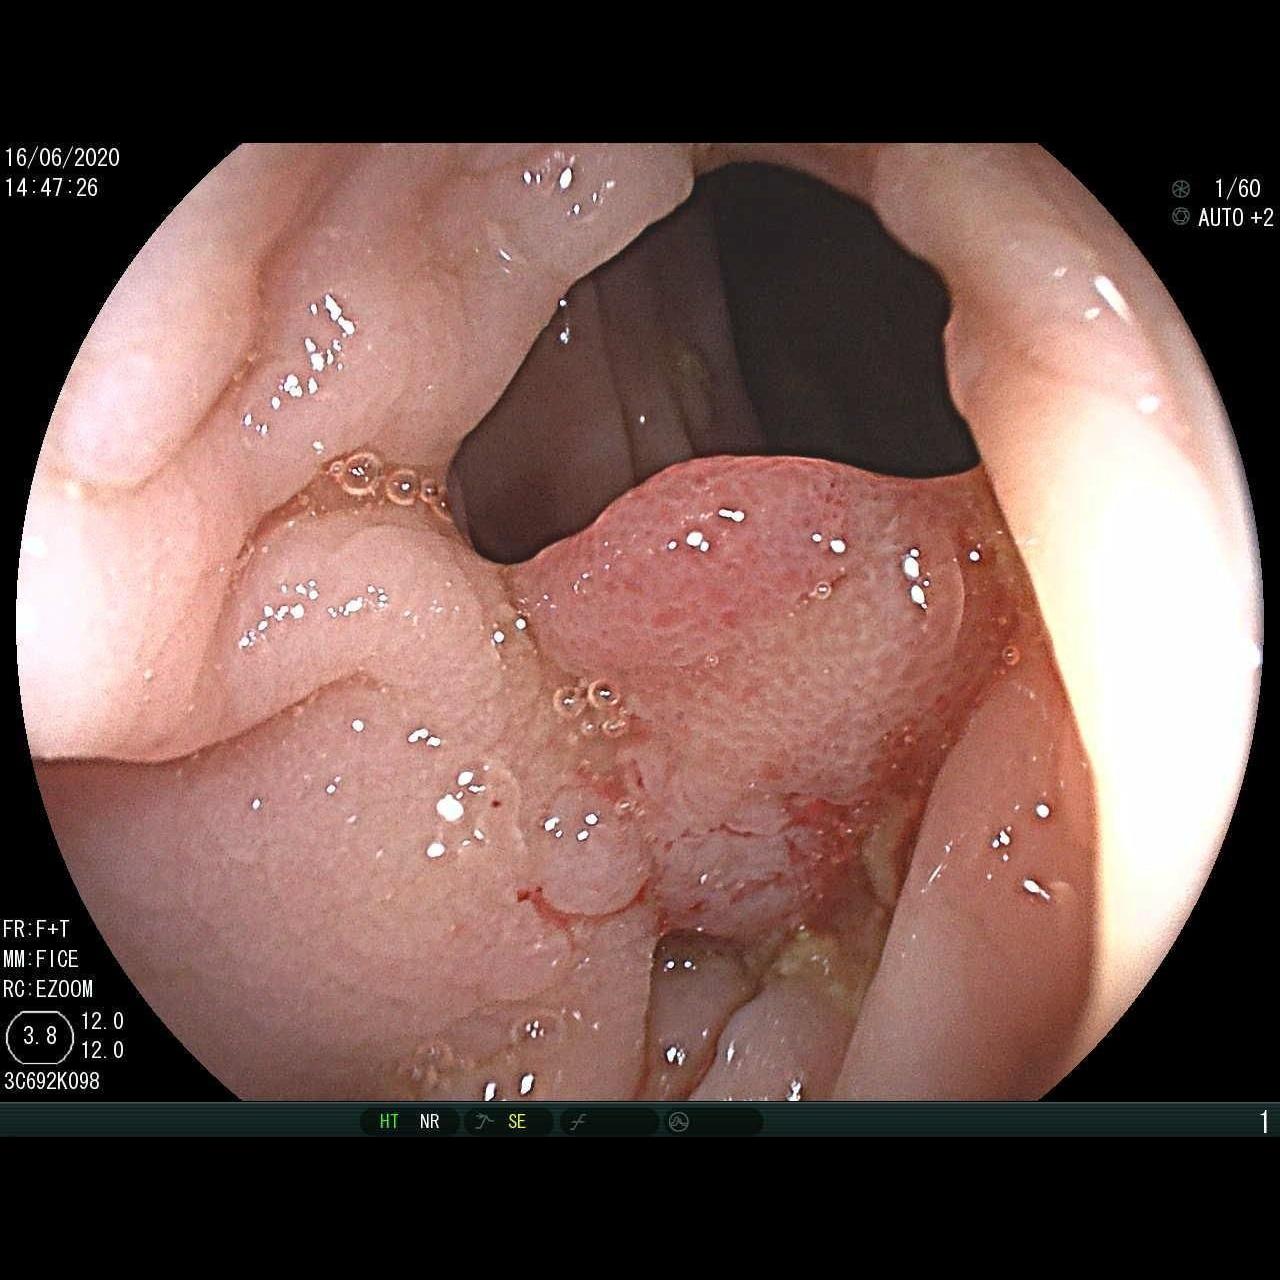 16/06/2020
14:47:26
1/60
AUTO +2
FR:F+T
MM:FICE
RC:EZOOM
3.8
12.0
12.0
3C692K098
HT NR SE
1